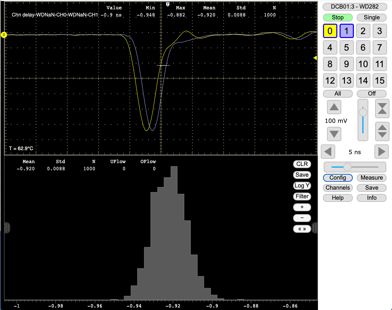 DCB01:3 - WD282
Value Min Max Mean Std N
Chn delay-WDNaN-CH0-WDNaN-CH1 -0.9 ns -0.948 -0.882 -0.920 0.0088 1000
Stop Single
0 1 2 3
4 5 6 7
8 9 10 11
12 13 14 15
All Off
100 mV
T = 62.9°C
5 ns
Mean Std N UFlow OFlow
-0.920 0.0088 1000 0 0
CLR
Save
Log Y
Filter
+
-
Config Measure
Channels Save
Help Info
-1 -0.98 -0.96 -0.94 -0.92 -0.9 -0.88 -0.86